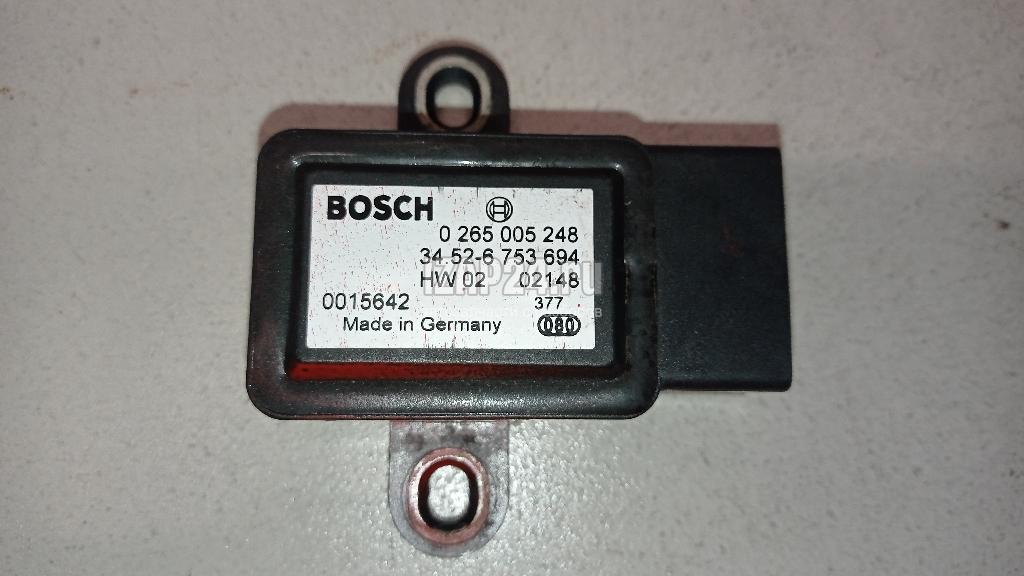 BOSCH
0 265 005 248
34 52-6 753 694
HW 02 02148
0015642 377
Made in Germany 080